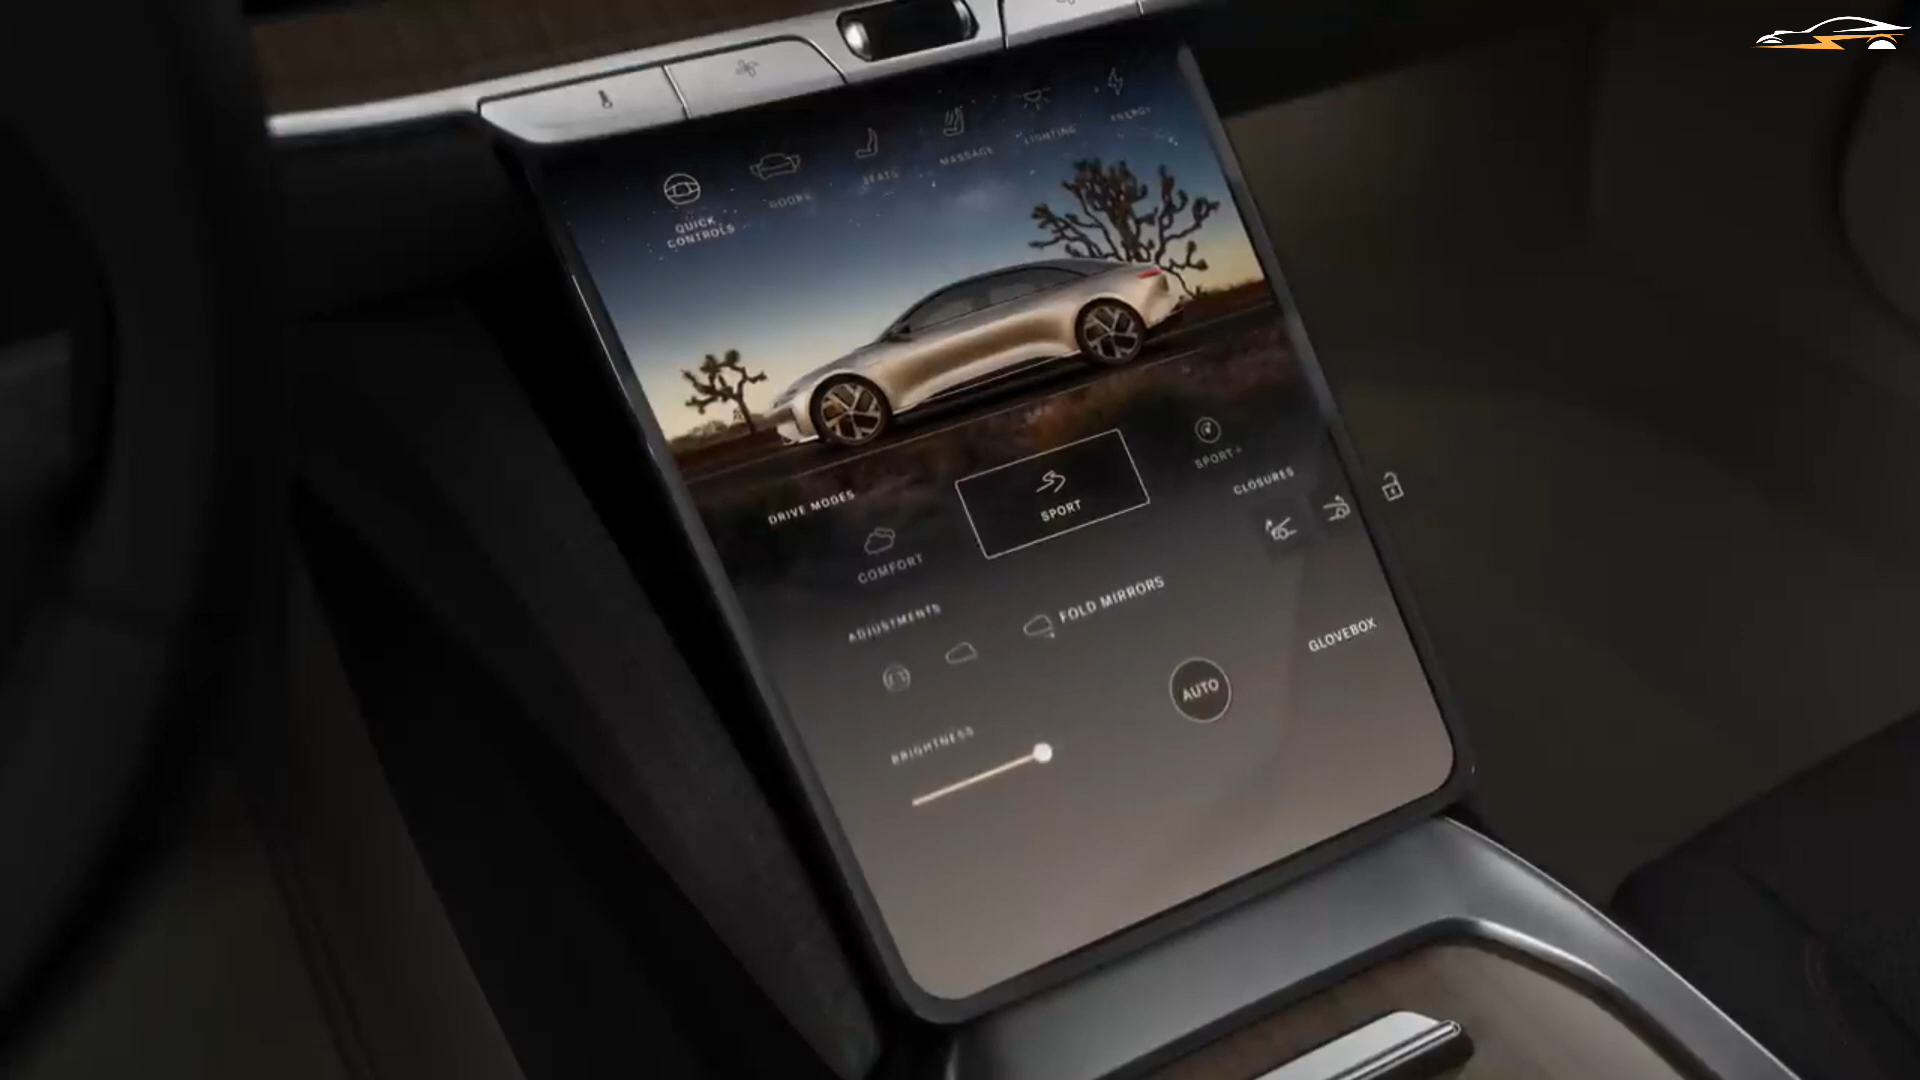 QUICK
CONTROLS
DOORS
SEATS
MASSAGE
LIGHTING
ENERGY
DRIVE MODES
COMFORT
SPORT
SPORT+
CLOSURES
ADJUSTMENTS
FOLD MIRRORS
GLOVEBOX
BRIGHTNESS
AUTO